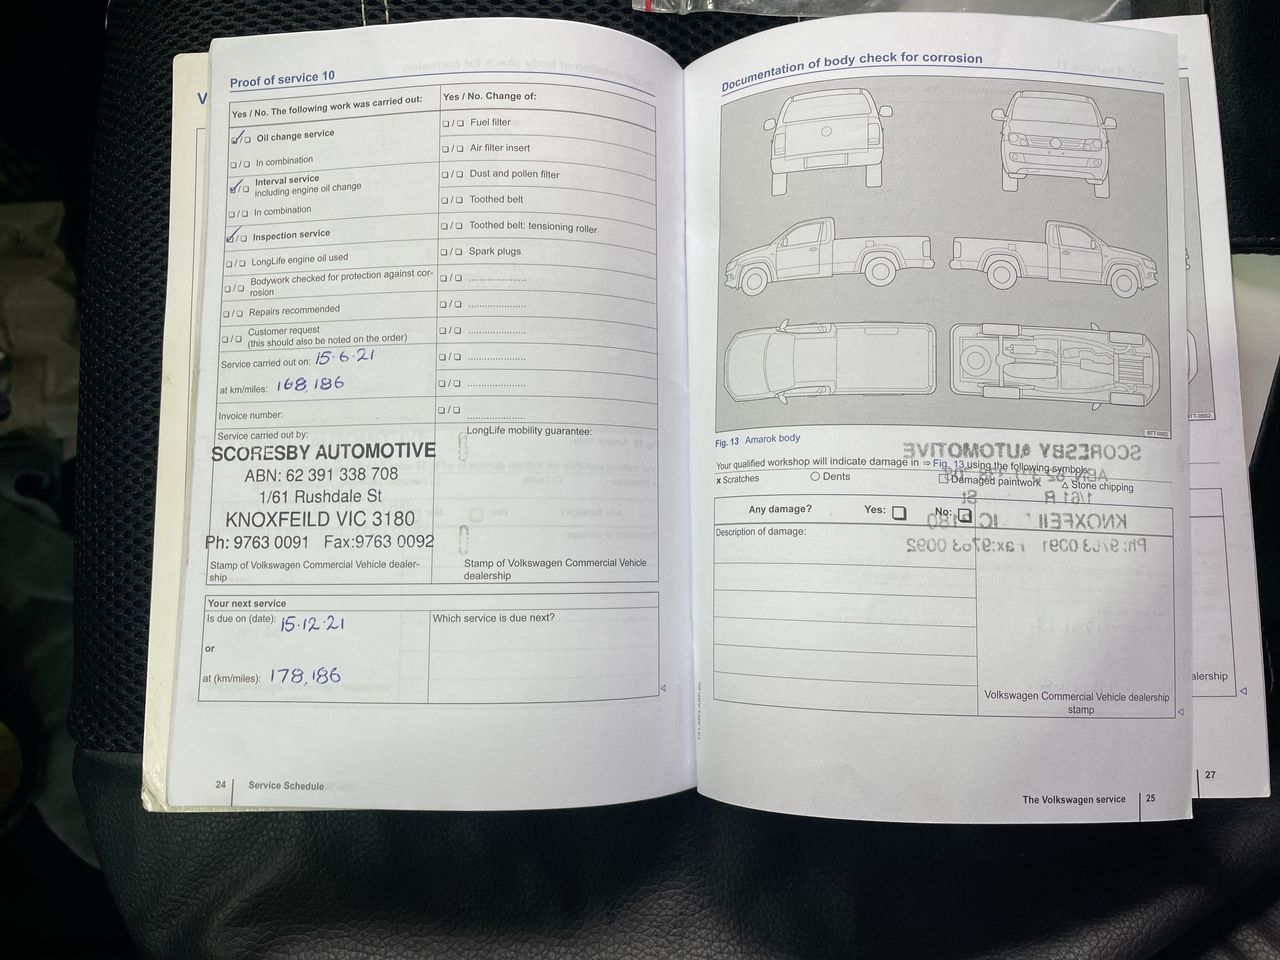 Proof of service 10
Yes / No. The following work was carried out:
☑/❑ Oil change service
❑/❑ In combination
☑/❑ Interval service
including engine oil change
❑/❑ In combination
☑/❑ Inspection service
❑/❑ LongLife engine oil used
❑/❑ Bodywork checked for protection against cor-
rosion
❑/❑ Repairs recommended
❑/❑ Customer request
(this should also be noted on the order)
Service carried out on: 15.6.21
at km/miles: 168,186
Invoice number:
Yes / No. Change of:
❑/❑ Fuel filter
❑/❑ Air filter insert
❑/❑ Dust and pollen filter
❑/❑ Toothed belt
❑/❑ Toothed belt: tensioning roller
❑/❑ Spark plugs
❑/❑ ......................
❑/❑ ......................
❑/❑ ......................
❑/❑ ......................
❑/❑ ......................
❑/❑ ......................
Service carried out by:
SCORESBY AUTOMOTIVE
ABN: 62 391 338 708
1/61 Rushdale St
KNOXFEILD VIC 3180
Ph: 9763 0091 Fax:9763 0092
Stamp of Volkswagen Commercial Vehicle dealer-
ship
LongLife mobility guarantee:
Stamp of Volkswagen Commercial Vehicle
dealership
Your next service
Is due on (date): 15.12.21
or
at (km/miles): 178,186
Which service is due next?
24 Service Schedule
Documentation of body check for corrosion
BTT-0502
Fig. 13 Amarok body
Your qualified workshop will indicate damage in ⇒ Fig. 13 using the following symbols:
x Scratches
○ Dents
□ Damaged paintwork
△ Stone chipping
Any damage? Yes: ❑ No: ❑
Description of damage:
Volkswagen Commercial Vehicle dealership
stamp
The Volkswagen service 25
BTT-0502
alership
27